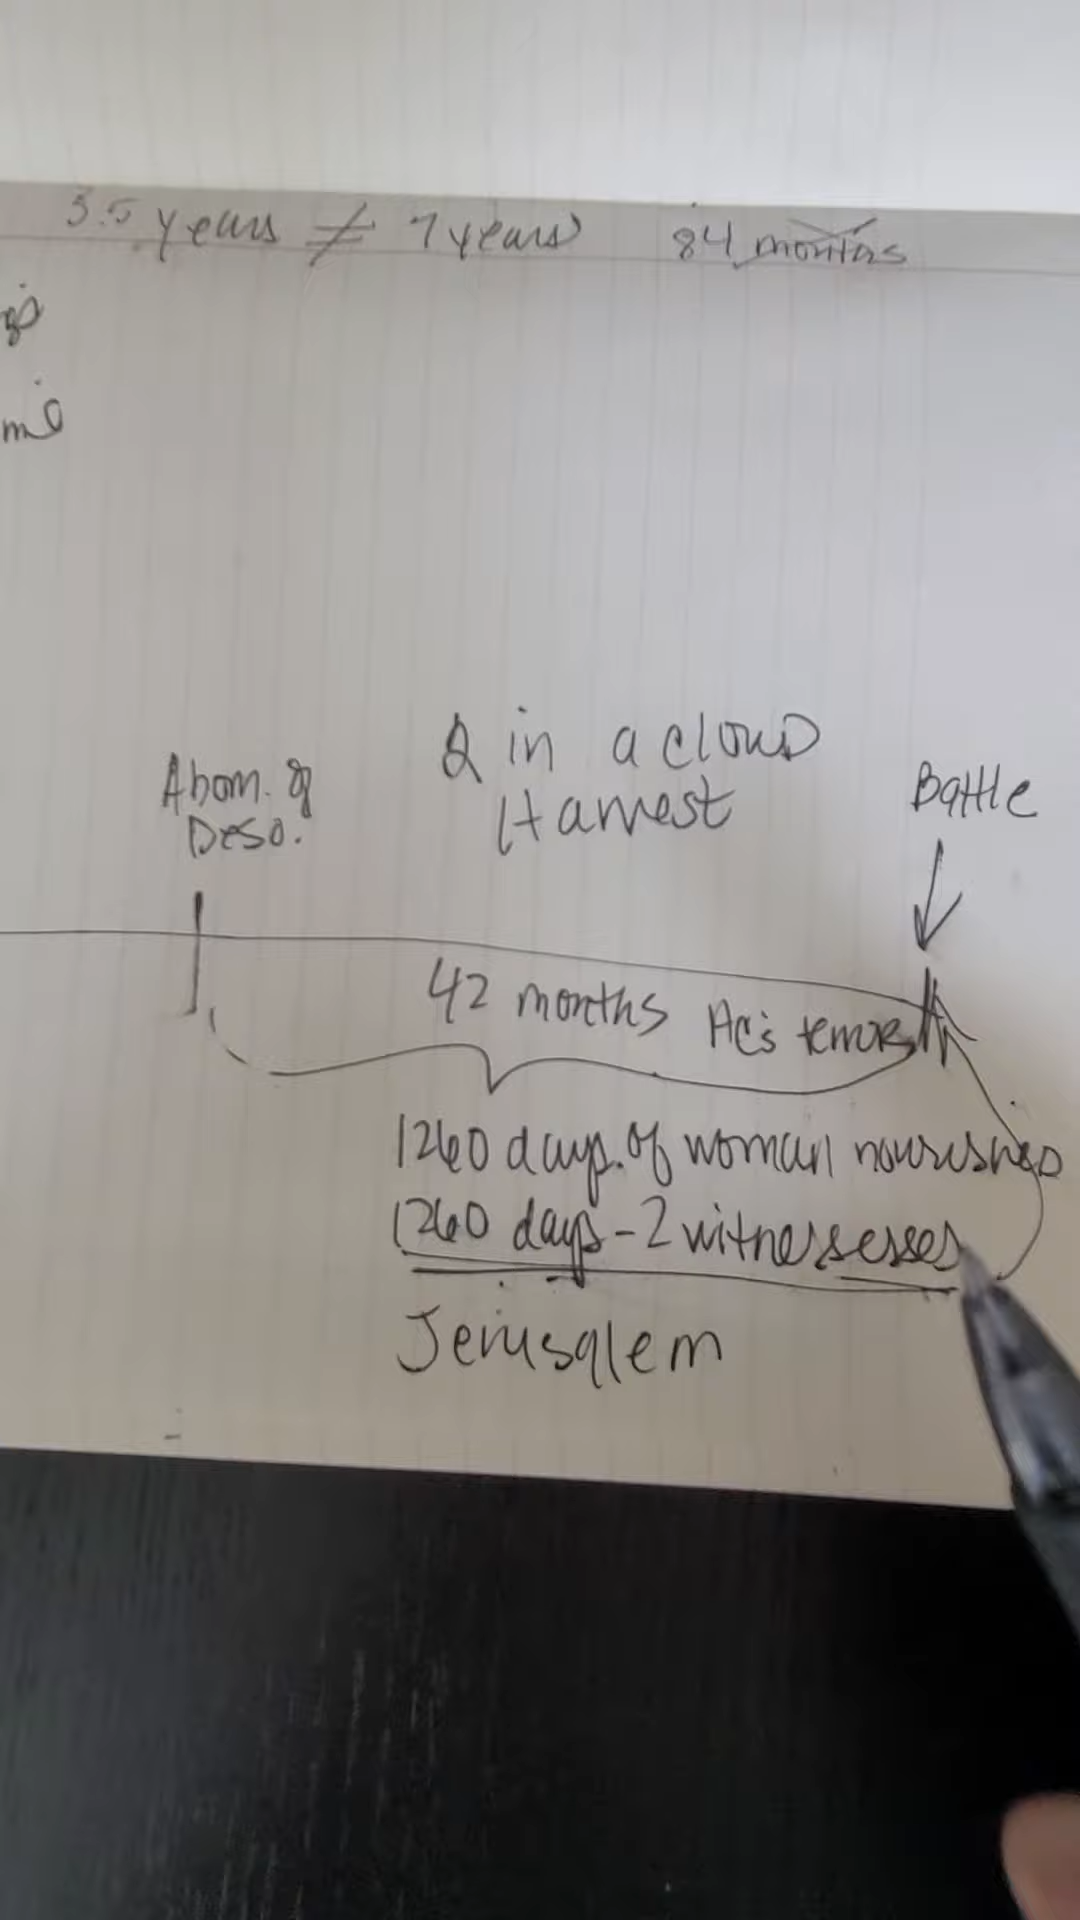 3.5 years ≠ 7 years 84 months
in a cloud
Harvest
Abom. of
Deso.
Battle
42 months AC's terror
1260 days. of woman nourished
1260 days - 2 witnessesses
Jerusalem